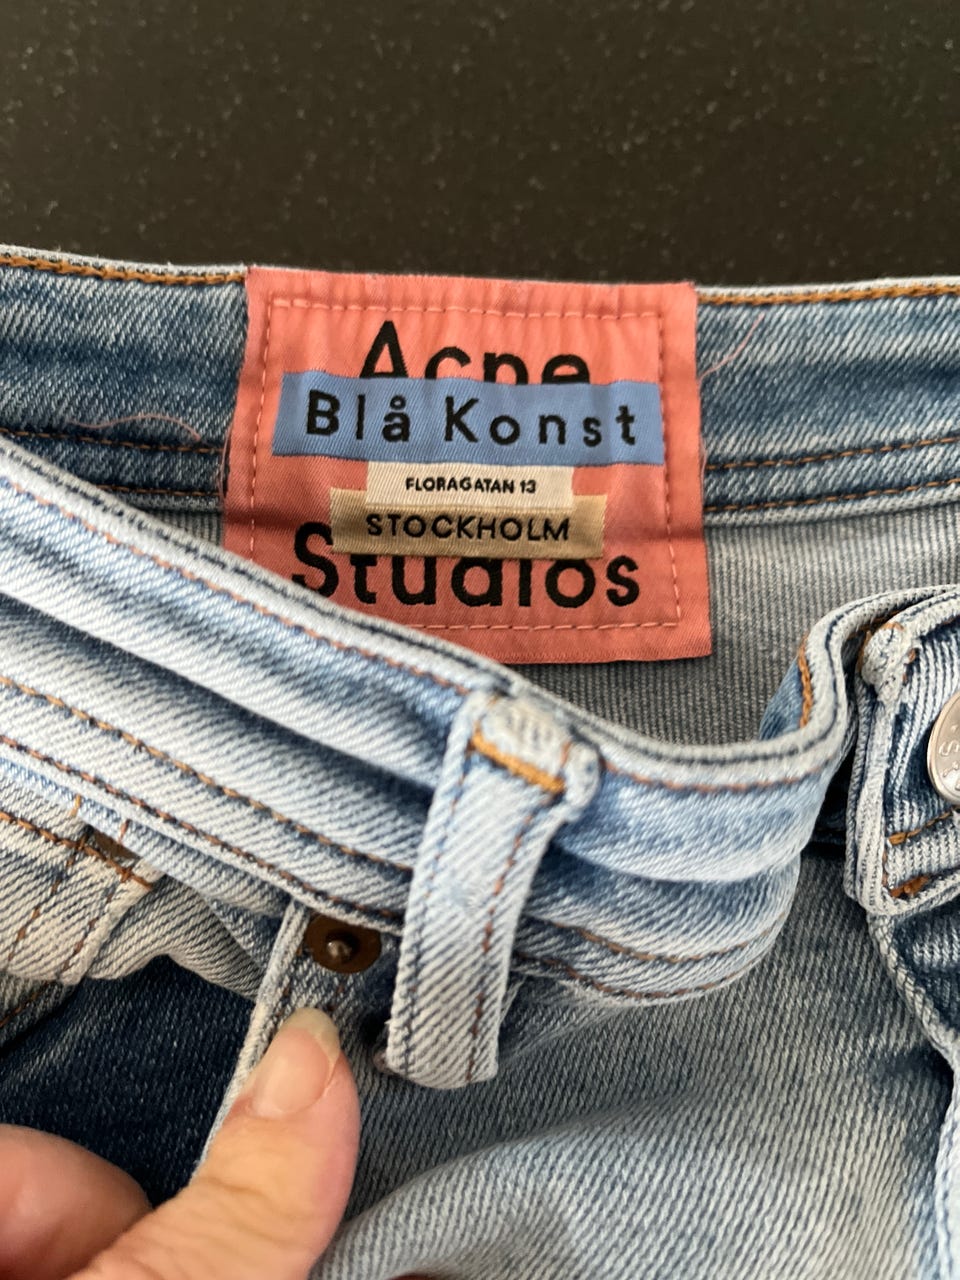 Acne
Blå Konst
FLORAGATAN 13
STOCKHOLM
Studios